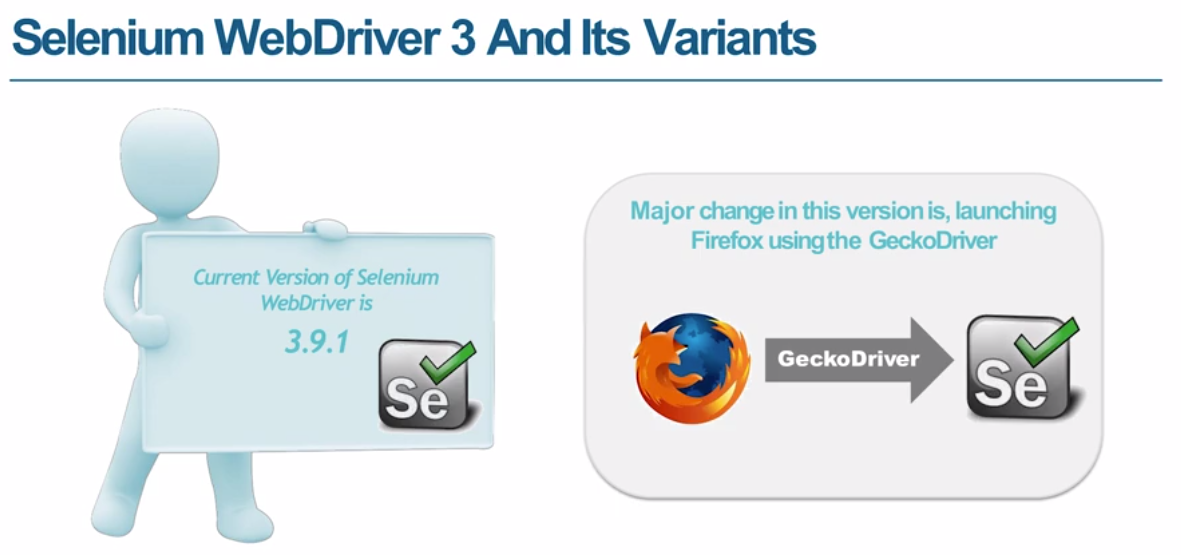 Selenium WebDriver 3 And Its Variants
Current Version of Selenium
WebDriver is
3.9.1
Se
Major change in this version is, launching
Firefox using the GeckoDriver
GeckoDriver
Se